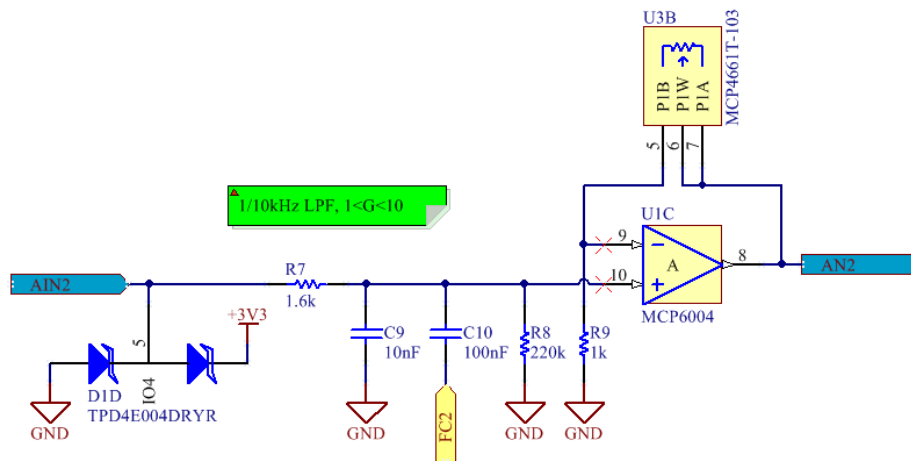 U3B
MCP4661T-103
P1B
P1W
P1A
5
6
7
1/10kHz LPF, 1<G<10
U1C
9
8
A
10
MCP6004
AIN2
AN2
R7
1.6k
+3V3
5
C9
10nF
C10
100nF
R8
220k
R9
1k
D1D
IO4
TPD4E004DRYR
FC2
GND
GND
GND
GND